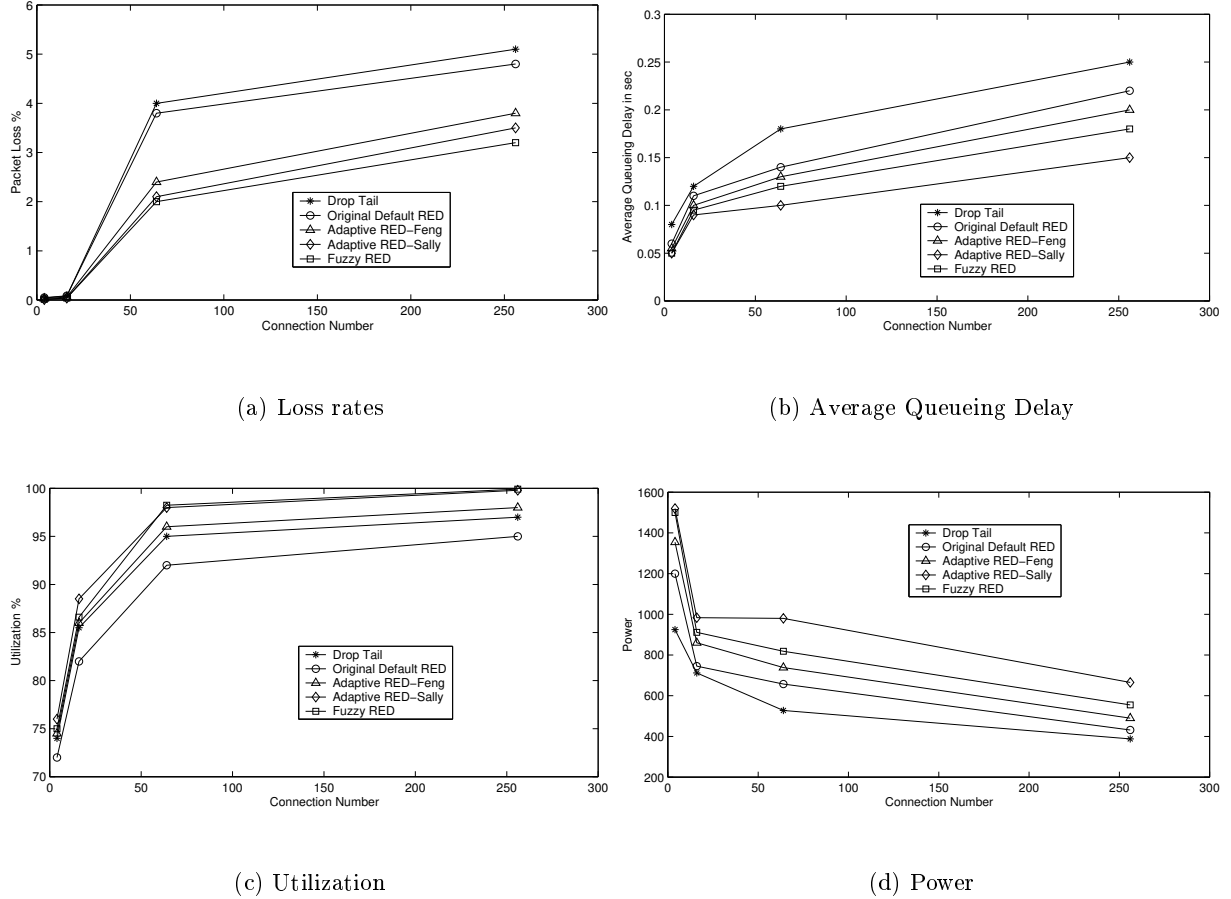 6
5
4
3
2
1
0
Packet Loss %
0 50 100 150 200 250 300
Connection Number
Drop Tail
Original Default RED
Adaptive RED−Feng
Adaptive RED−Sally
Fuzzy RED
(a) Loss rates
0.3
0.25
0.2
0.15
0.1
0.05
0
Average Queueing Delay in sec
0 50 100 150 200 250 300
Connection Number
Drop Tail
Original Default RED
Adaptive RED−Feng
Adaptive RED−Sally
Fuzzy RED
(b) Average Queueing Delay
100
95
90
85
80
75
70
Utilization %
0 50 100 150 200 250 300
Connection Number
Drop Tail
Original Default RED
Adaptive RED−Feng
Adaptive RED−Sally
Fuzzy RED
(c) Utilization
1600
1400
1200
1000
800
600
400
200
Power
0 50 100 150 200 250 300
Connection Number
Drop Tail
Original Default RED
Adaptive RED−Feng
Adaptive RED−Sally
Fuzzy RED
(d) Power